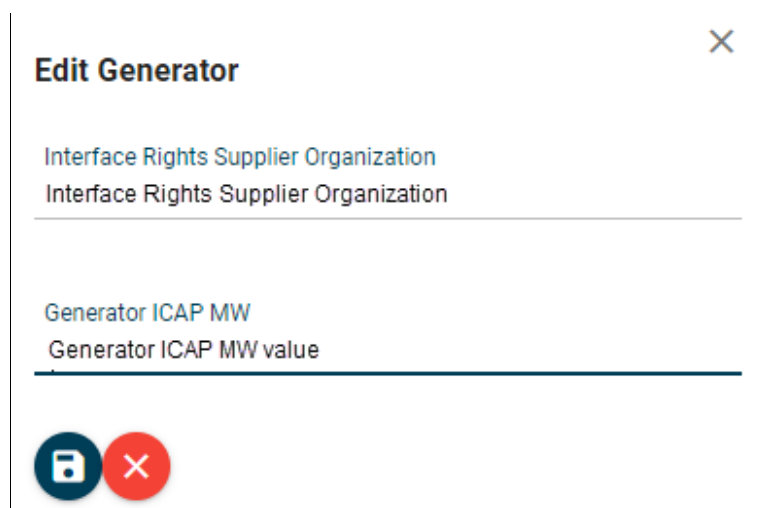 Edit Generator
Interface Rights Supplier Organization
Interface Rights Supplier Organization
Generator ICAP MW
Generator ICAP MW value